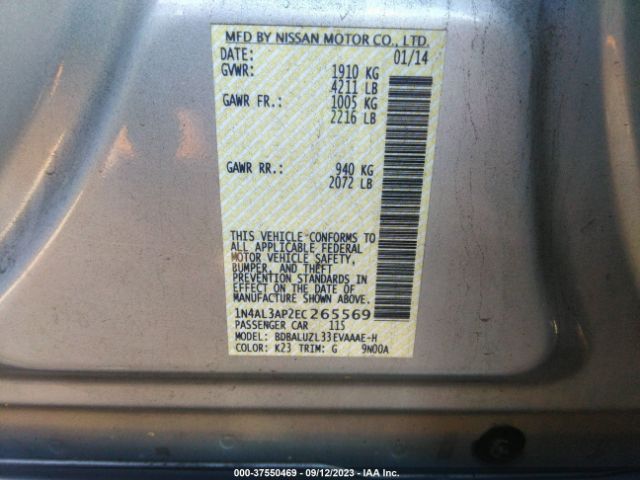 MFD BY NISSAN MOTOR CO., LTD.
DATE: 01/14
GVWR: 1910 KG
4211 LB
GAWR FR.: 1005 KG
2216 LB
GAWR RR.: 940 KG
2072 LB
THIS VEHICLE CONFORMS TO
ALL APPLICABLE FEDERAL
MOTOR VEHICLE SAFETY,
BUMPER, AND THEFT
PREVENTION STANDARDS IN
EFFECT ON THE DATE OF
MANUFACTURE SHOWN ABOVE.
1N4AL3AP2EC265569
PASSENGER CAR 115
MODEL: BDBALUZL33EVAAAE-H
COLOR: K23 TRIM: G 9N00A
000-37550469 - 09/12/2023 - IAA Inc.